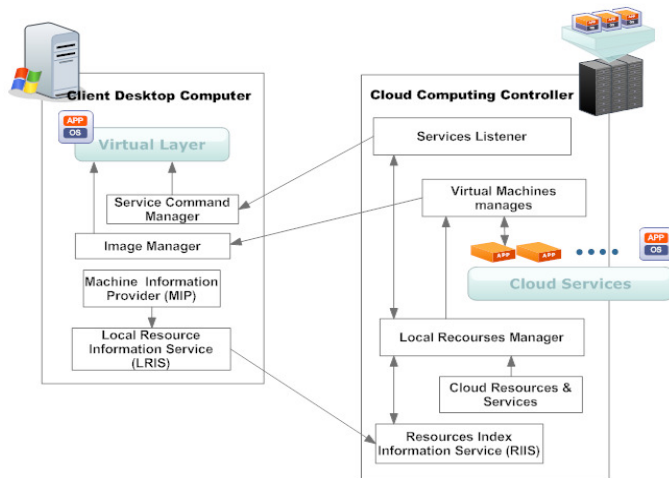 Client Desktop Computer
APP
OS
Virtual Layer
Service Command
Manager
Image Manager
Machine Information
Provider (MIP)
Local Resource
Information Service
(LRIS)
Cloud Computing Controller
Services Listener
Virtual Machines
manages
APP
APP
APP
OS
Cloud Services
Local Recourses Manager
Cloud Resources &
Services
Resources Index
Information Service (RIIS)